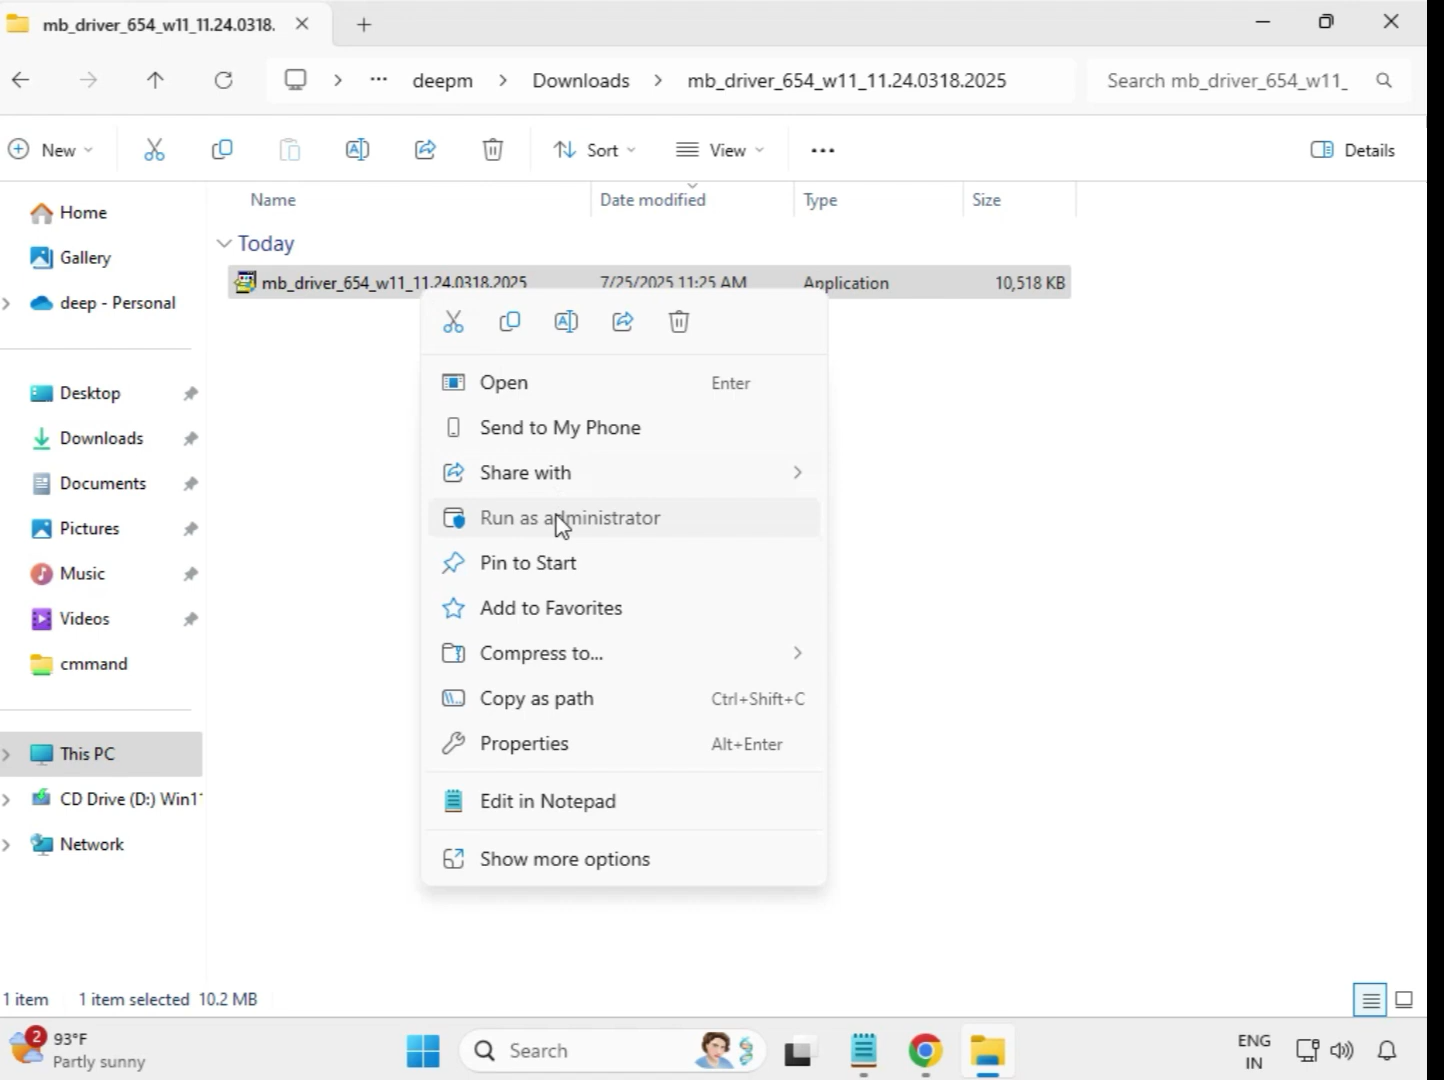 mb_driver_654_w11_11.24.0318.
deepm
Downloads
mb_driver_654_w11_11.24.0318.2025
Search mb_driver_654_w11_
New
Sort
View
Details
Name
Date modified
Type
Size
Home
Gallery
deep - Personal
Desktop
Downloads
Documents
Pictures
Music
Videos
cmmand
This PC
CD Drive (D:) Win11
Network
Today
mb_driver_654_w11_11.24.0318.2025 7/25/2025 11:25 AM Application 10,518 KB
Open Enter
Send to My Phone
Share with
Run as administrator
Pin to Start
Add to Favorites
Compress to...
Copy as path Ctrl+Shift+C
Properties Alt+Enter
Edit in Notepad
Show more options
1 item 1 item selected 10.2 MB
2
93°F
Partly sunny
Search
ENG
IN